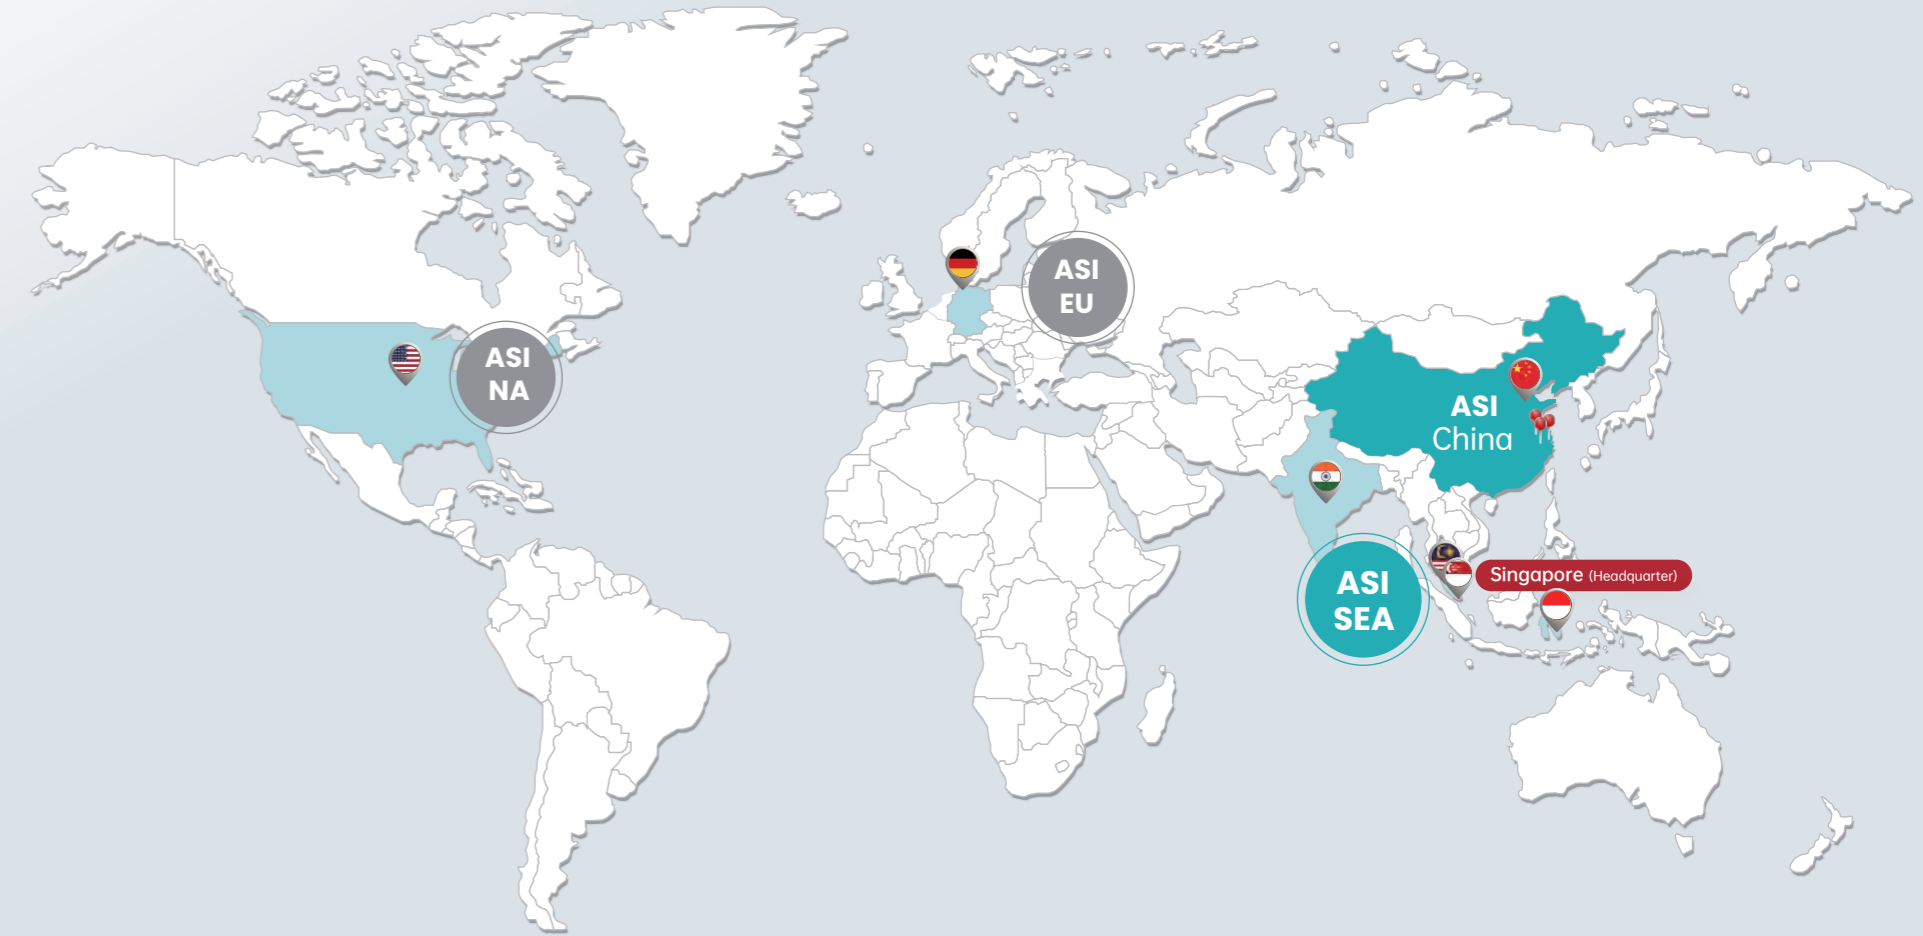 ASI
NA
ASI
EU
ASI
China
Singapore (Headquarter)
ASI
SEA